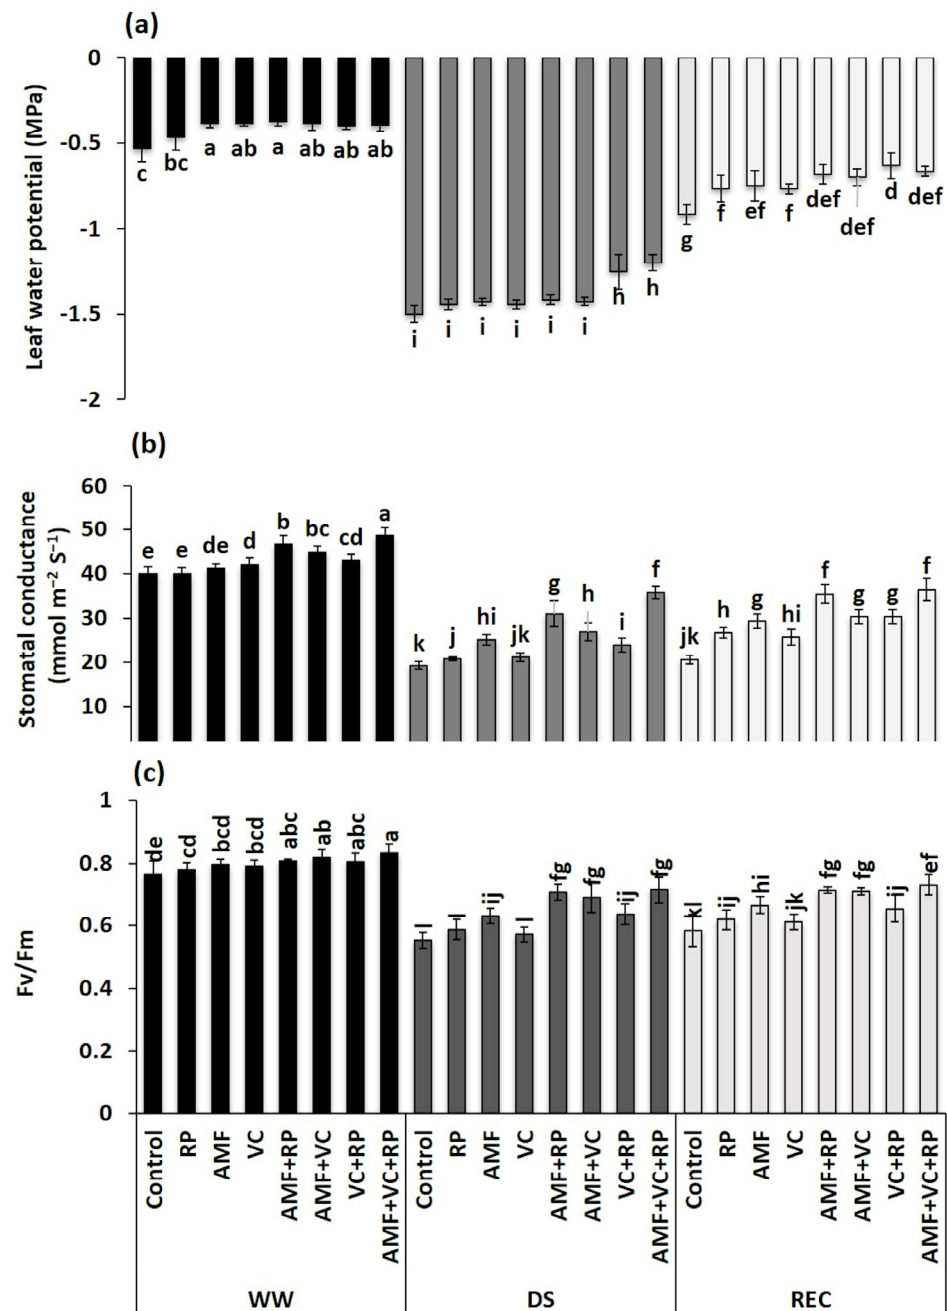 (a)
0
-0.5
-1
-1.5
-2
Leaf water potential (MPa)
c bc a ab a ab ab ab
i i i i i i h h
g f ef f def def d def
(b)
60
50
40
30
20
10
Stomatal conductance
(mmol m⁻² S⁻¹)
e e de d b bc cd a
k j hi jk g h i f
jk h g hi f g g f
(c)
1
0.8
0.6
0.4
0.2
0
Fv/Fm
de cd bcd bcd abc ab abc a
l l ij l fg fg ij fg
kl ij hi jk fg fg ij ef
Control RP AMF VC AMF+RP AMF+VC VC+RP AMF+VC+RP
Control RP AMF VC AMF+RP AMF+VC VC+RP AMF+VC+RP
Control RP AMF VC AMF+RP AMF+VC VC+RP AMF+VC+RP
WW DS REC